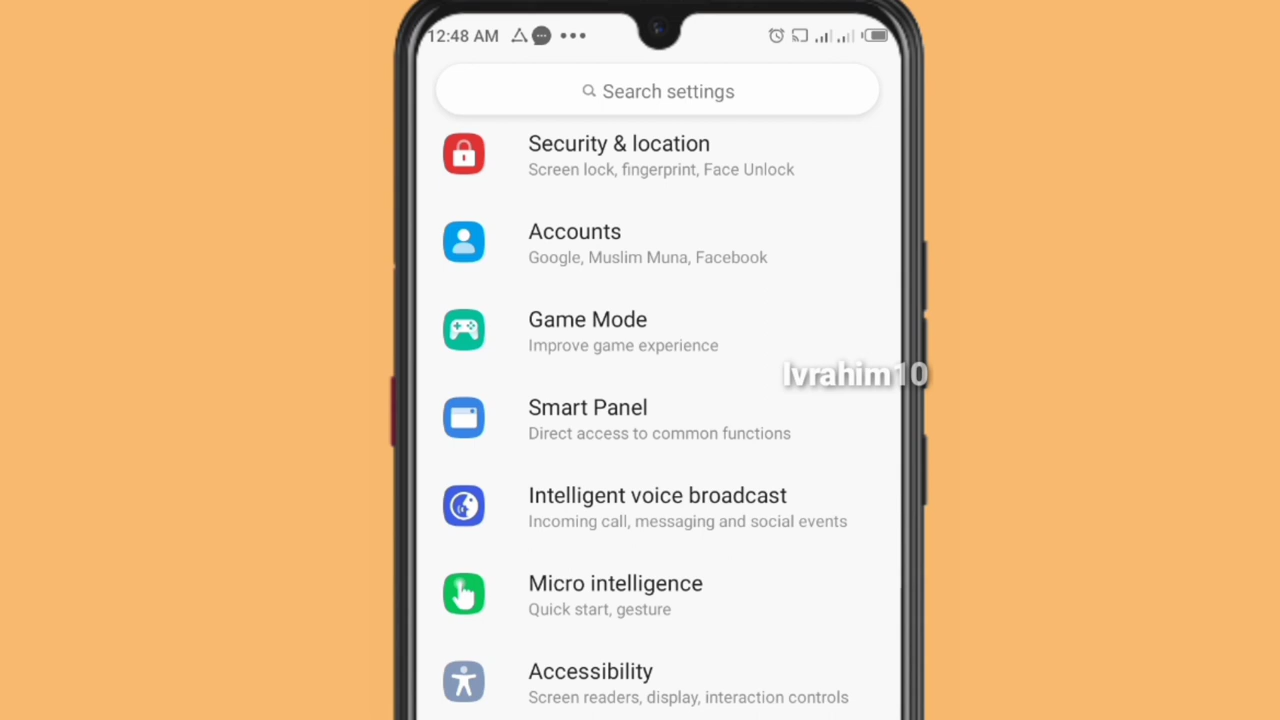 12:48 AM
Search settings
Security & location
Screen lock, fingerprint, Face Unlock
Accounts
Google, Muslim Muna, Facebook
Game Mode
Improve game experience
Ivrahim10
Smart Panel
Direct access to common functions
Intelligent voice broadcast
Incoming call, messaging and social events
Micro intelligence
Quick start, gesture
Accessibility
Screen readers, display, interaction controls